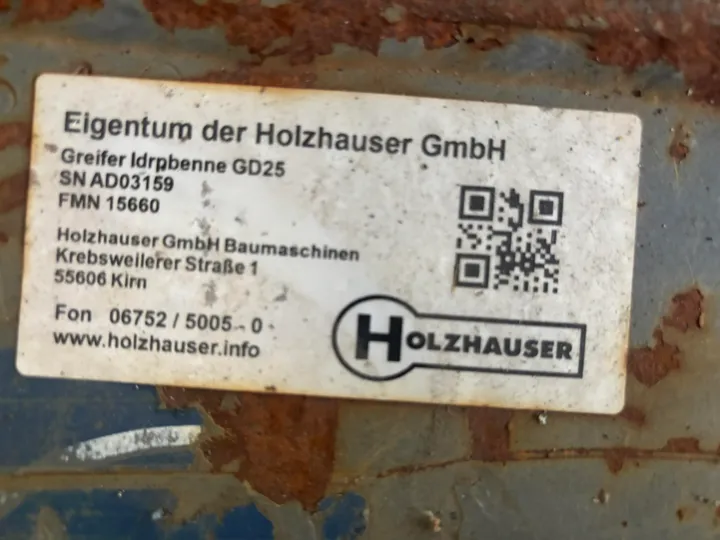 Eigentum der Holzhauser GmbH
Greifer Idrpbenne GD25
SN AD03159
FMN 15660
Holzhauser GmbH Baumaschinen
Krebsweilerer Straße 1
55606 Kirn
Fon 06752 / 5005 - 0
www.holzhauser.info
HOLZHAUSER